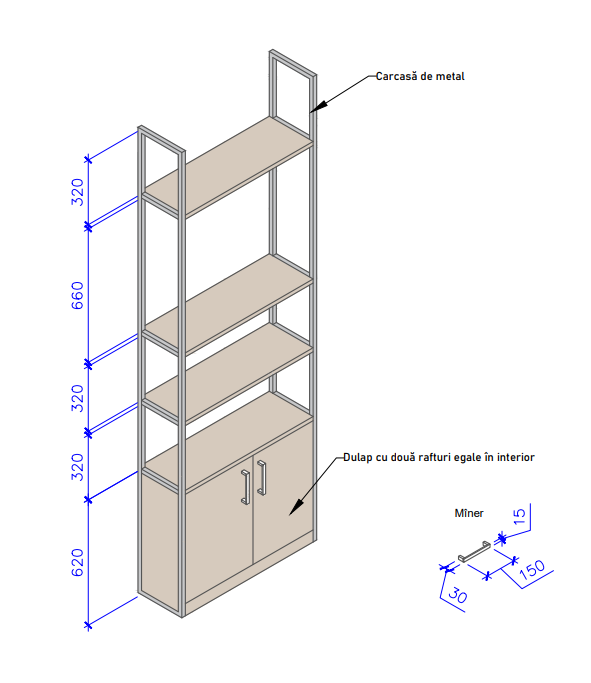 Carcasă de metal
320
660
320
320
620
Dulap cu două rafturi egale în interior
Mîner
15
150
30